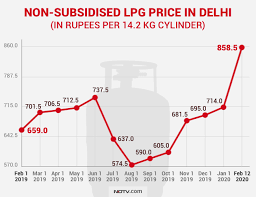 NON-SUBSIDISED LPG PRICE IN DELHI
(IN RUPEES PER 14.2 KG CYLINDER)
860.0
787.5
715.0
642.5
570.0
659.0
701.5
706.5
712.5
737.5
637.0
574.5
590.0
605.0
681.5
695.0
714.0
858.5
Feb 1 2019
Mar 1 2019
Apr 1 2019
May 1 2019
Jun 1 2019
Jul 1 2019
Aug 1 2019
Sep 1 2019
Oct 1 2019
Nov 1 2019
Dec 1 2019
Jan 1 2020
Feb 12 2020
NDTV.com